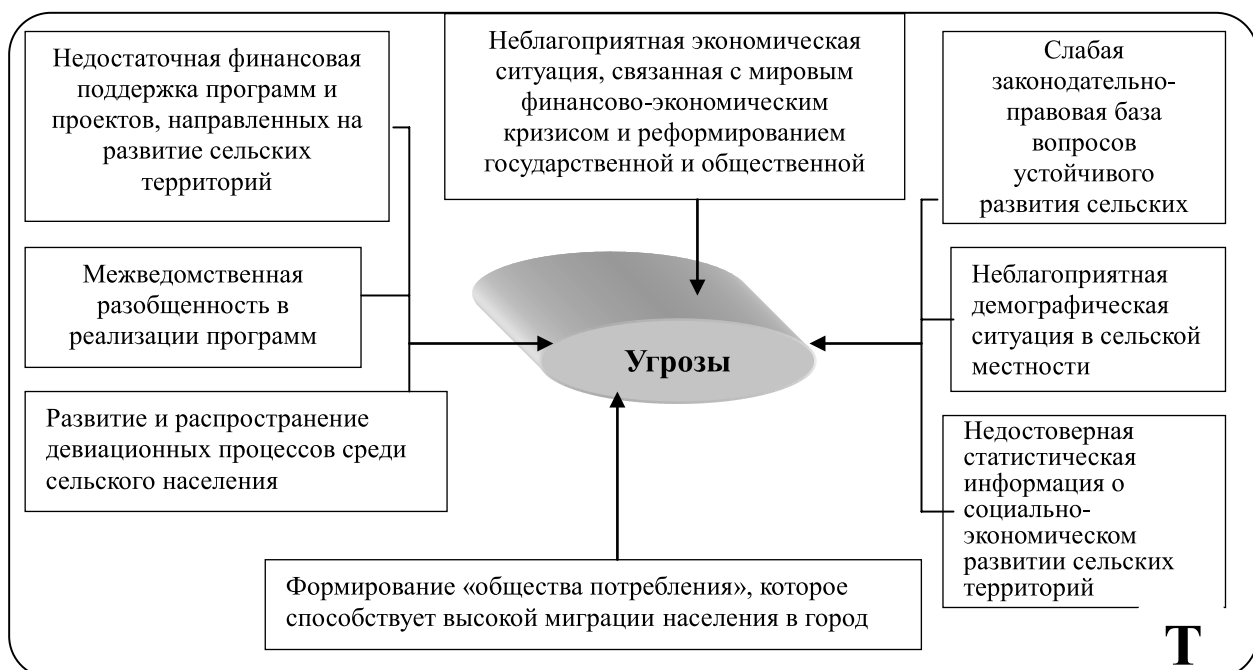 Недостаточная финансовая
поддержка программ и
проектов, направленных на
развитие сельских
территорий
Неблагоприятная экономическая
ситуация, связанная с мировым
финансово-экономическим
кризисом и реформированием
государственной и общественной
Слабая
законодательно-
правовая база
вопросов
устойчивого
развития сельских
Межведомственная
разобщенность в
реализации программ
Угрозы
Неблагоприятная
демографическая
ситуация в сельской
местности
Развитие и распространение
девиационных процессов среди
сельского населения
Недостоверная
статистическая
информация о
социально-
экономическом
развитии сельских
территорий
Формирование «общества потребления», которое
способствует высокой миграции населения в город
Т